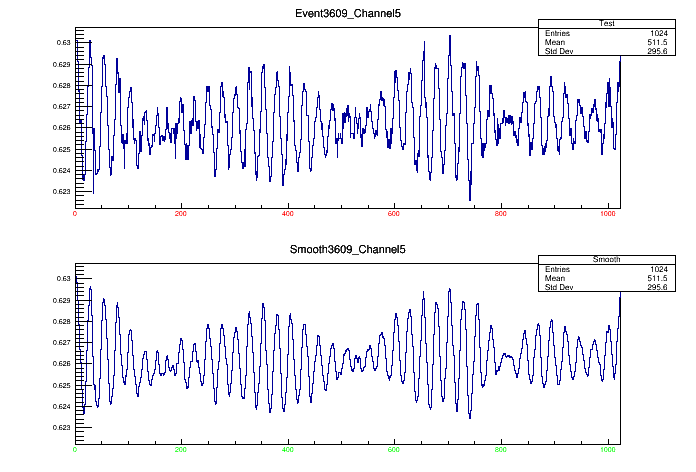 Event3609_Channel5
Test
Entries 1024
Mean 511.5
Std Dev 295.6
0.63
0.629
0.628
0.627
0.626
0.625
0.624
0.623
0 200 400 600 800 1000
Smooth3609_Channel5
Smooth
Entries 1024
Mean 511.5
Std Dev 295.6
0.63
0.629
0.628
0.627
0.626
0.625
0.624
0.623
0 200 400 600 800 1000